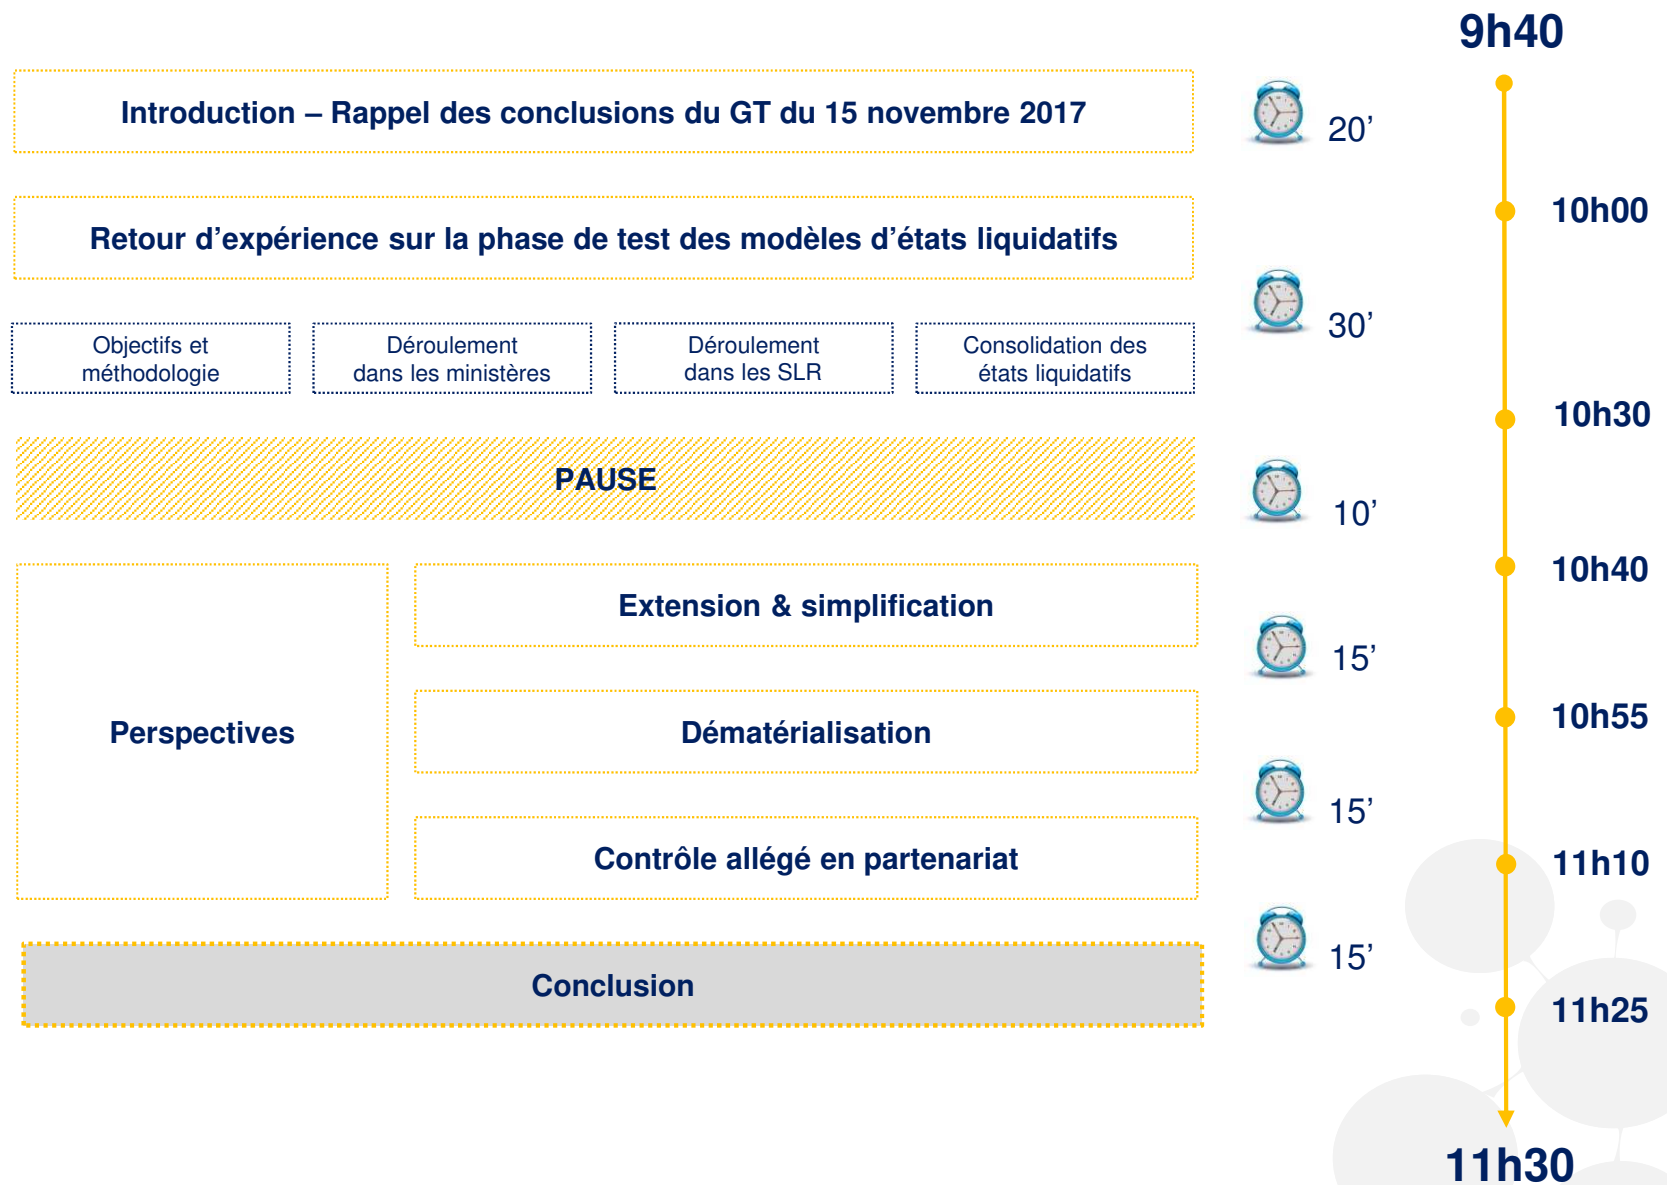 9h40
Introduction – Rappel des conclusions du GT du 15 novembre 2017
20’
10h00
Retour d’expérience sur la phase de test des modèles d’états liquidatifs
30’
Objectifs et
méthodologie
Déroulement
dans les ministères
Déroulement
dans les SLR
Consolidation des
états liquidatifs
10h30
PAUSE
10’
10h40
Perspectives
Extension & simplification
15’
10h55
Dématérialisation
15’
11h10
Contrôle allégé en partenariat
15’
11h25
Conclusion
11h30